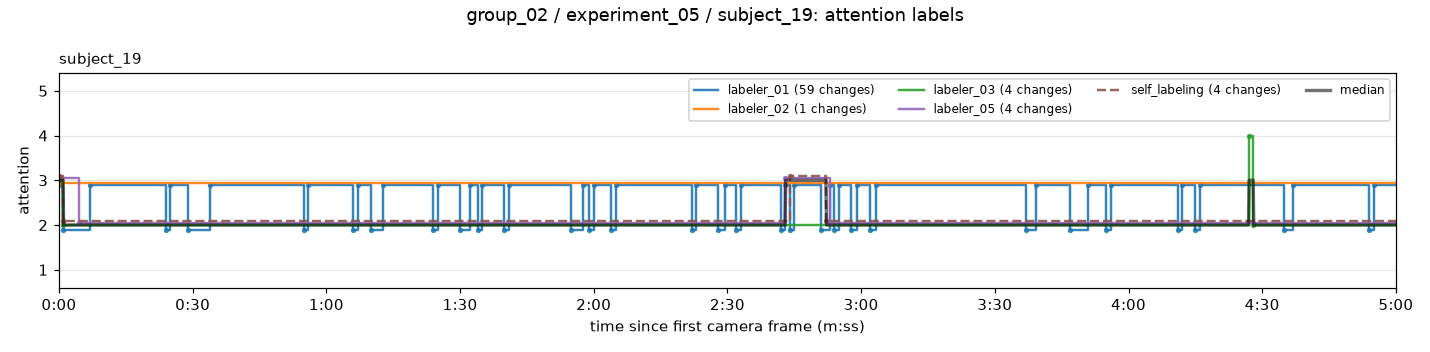 group_02 / experiment_05 / subject_19: attention labels
subject_19
labeler_01 (59 changes)
labeler_02 (1 changes)
labeler_03 (4 changes)
labeler_05 (4 changes)
self_labeling (4 changes)
median
5
4
3
2
1
attention
0:00 0:30 1:00 1:30 2:00 2:30 3:00 3:30 4:00 4:30 5:00
time since first camera frame (m:ss)